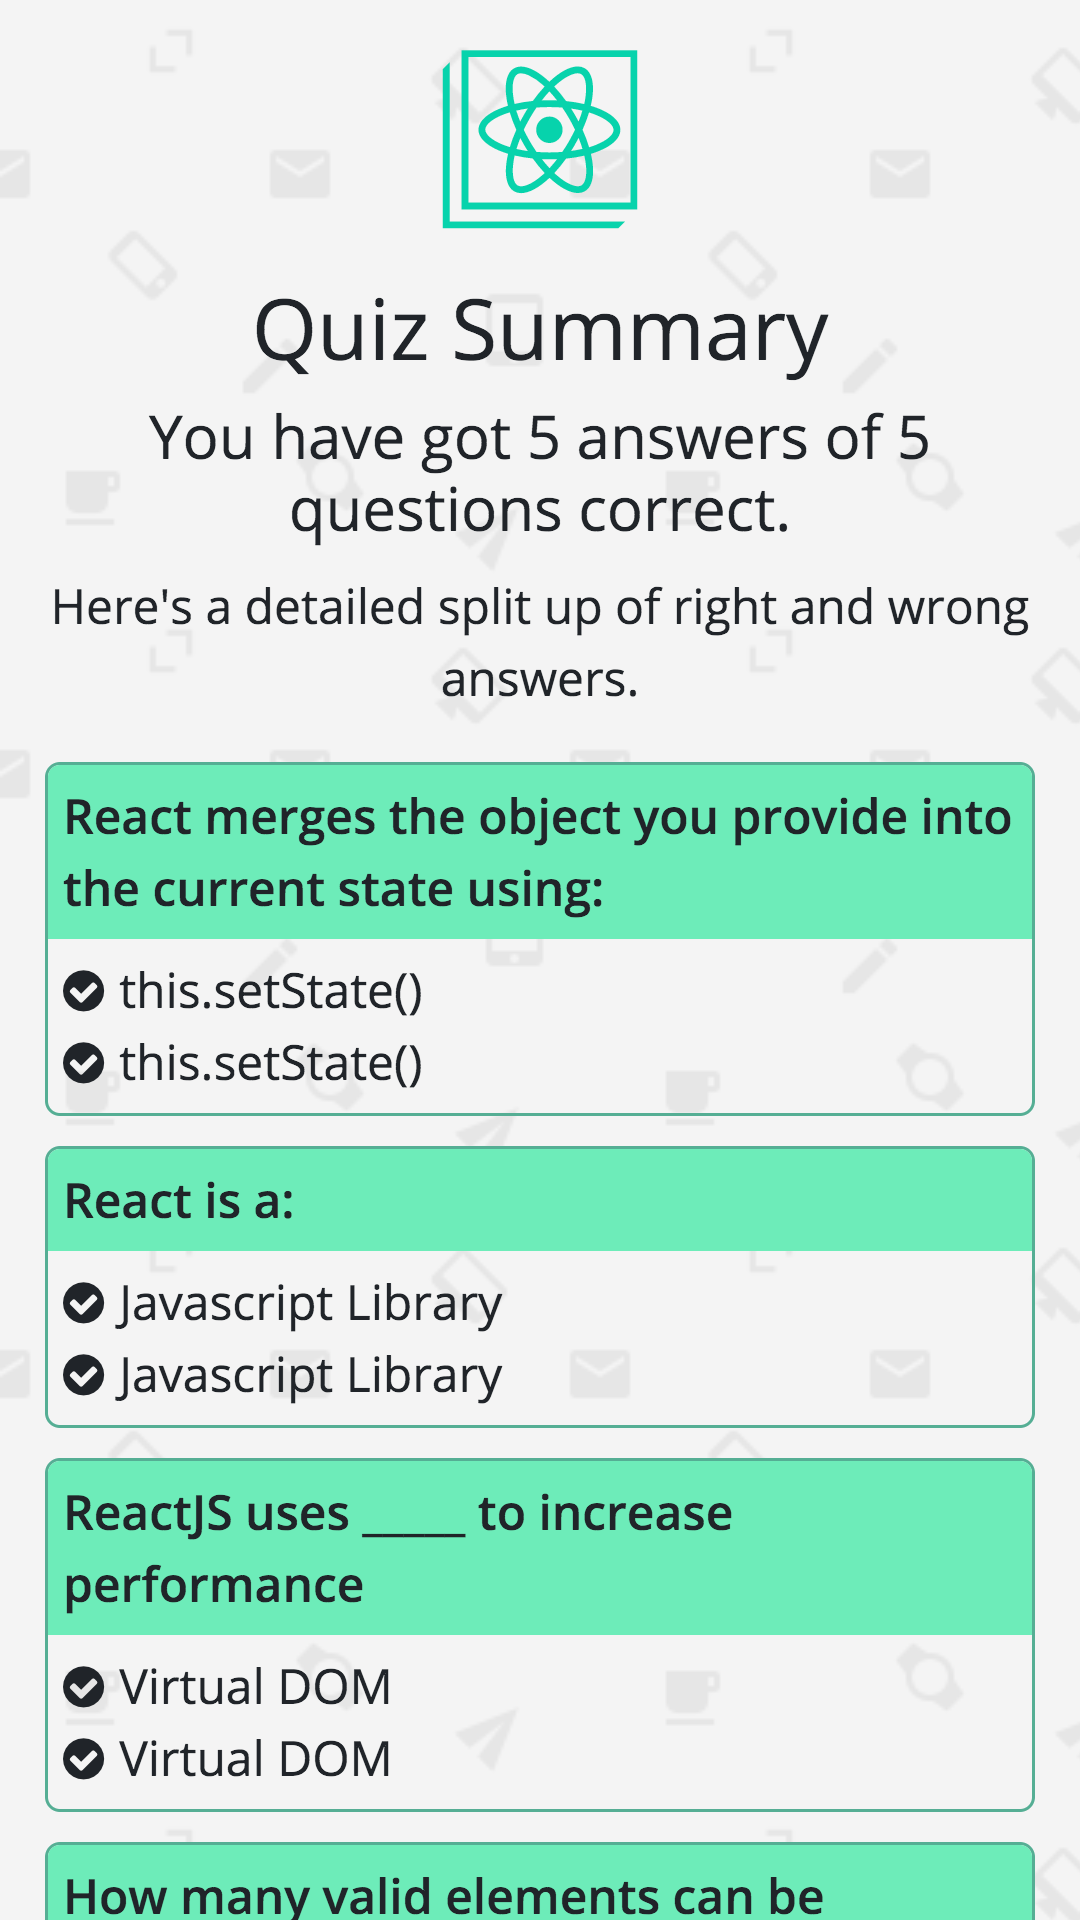 Quiz Summary
You have got 5 answers of 5
questions correct.
Here's a detailed split up of right and wrong
answers.
React merges the object you provide into
the current state using:
this.setState()
this.setState()
React is a:
Javascript Library
Javascript Library
ReactJS uses _____ to increase
performance
Virtual DOM
Virtual DOM
How many valid elements can be